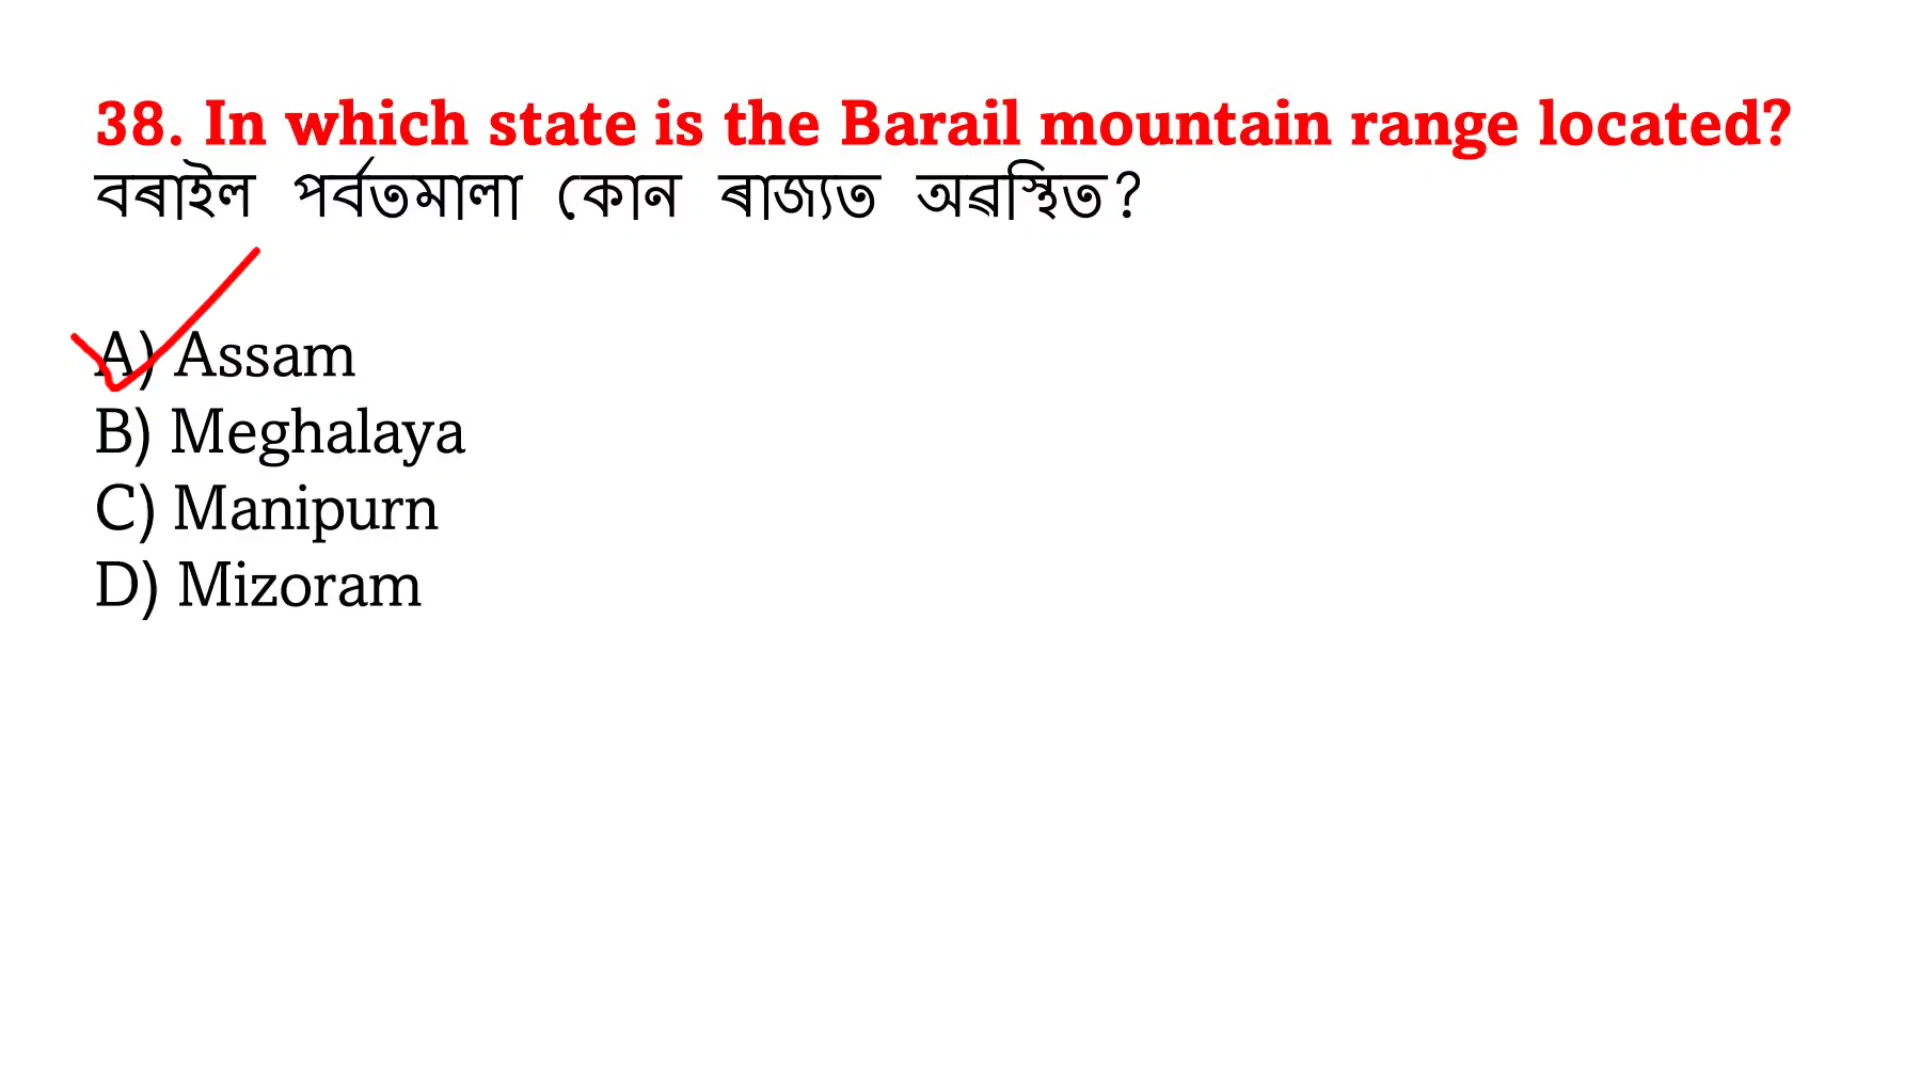 38. In which state is the Barail mountain range located?
বৰাইল পৰ্বতমালা কোন ৰাজ্যত অৱস্থিত?
A) Assam
B) Meghalaya
C) Manipurn
D) Mizoram